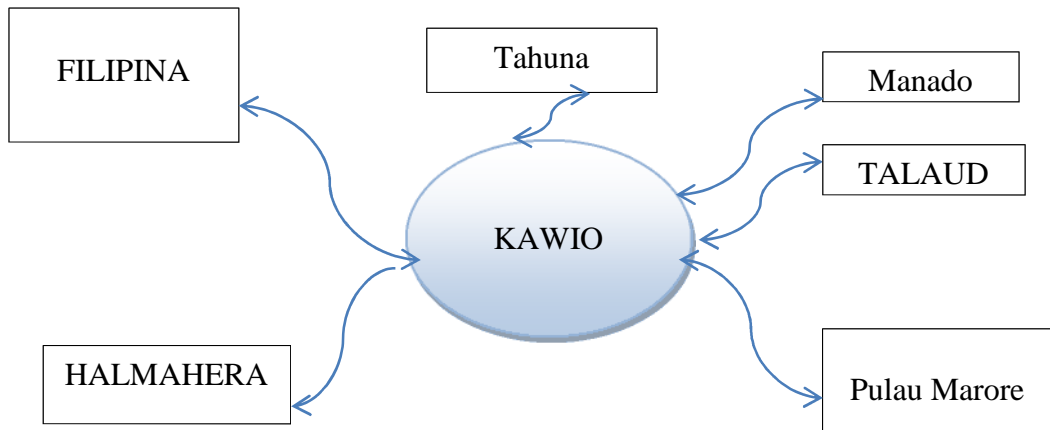 FILIPINA
Tahuna
Manado
TALAUD
KAWIO
HALMAHERA
Pulau Marore